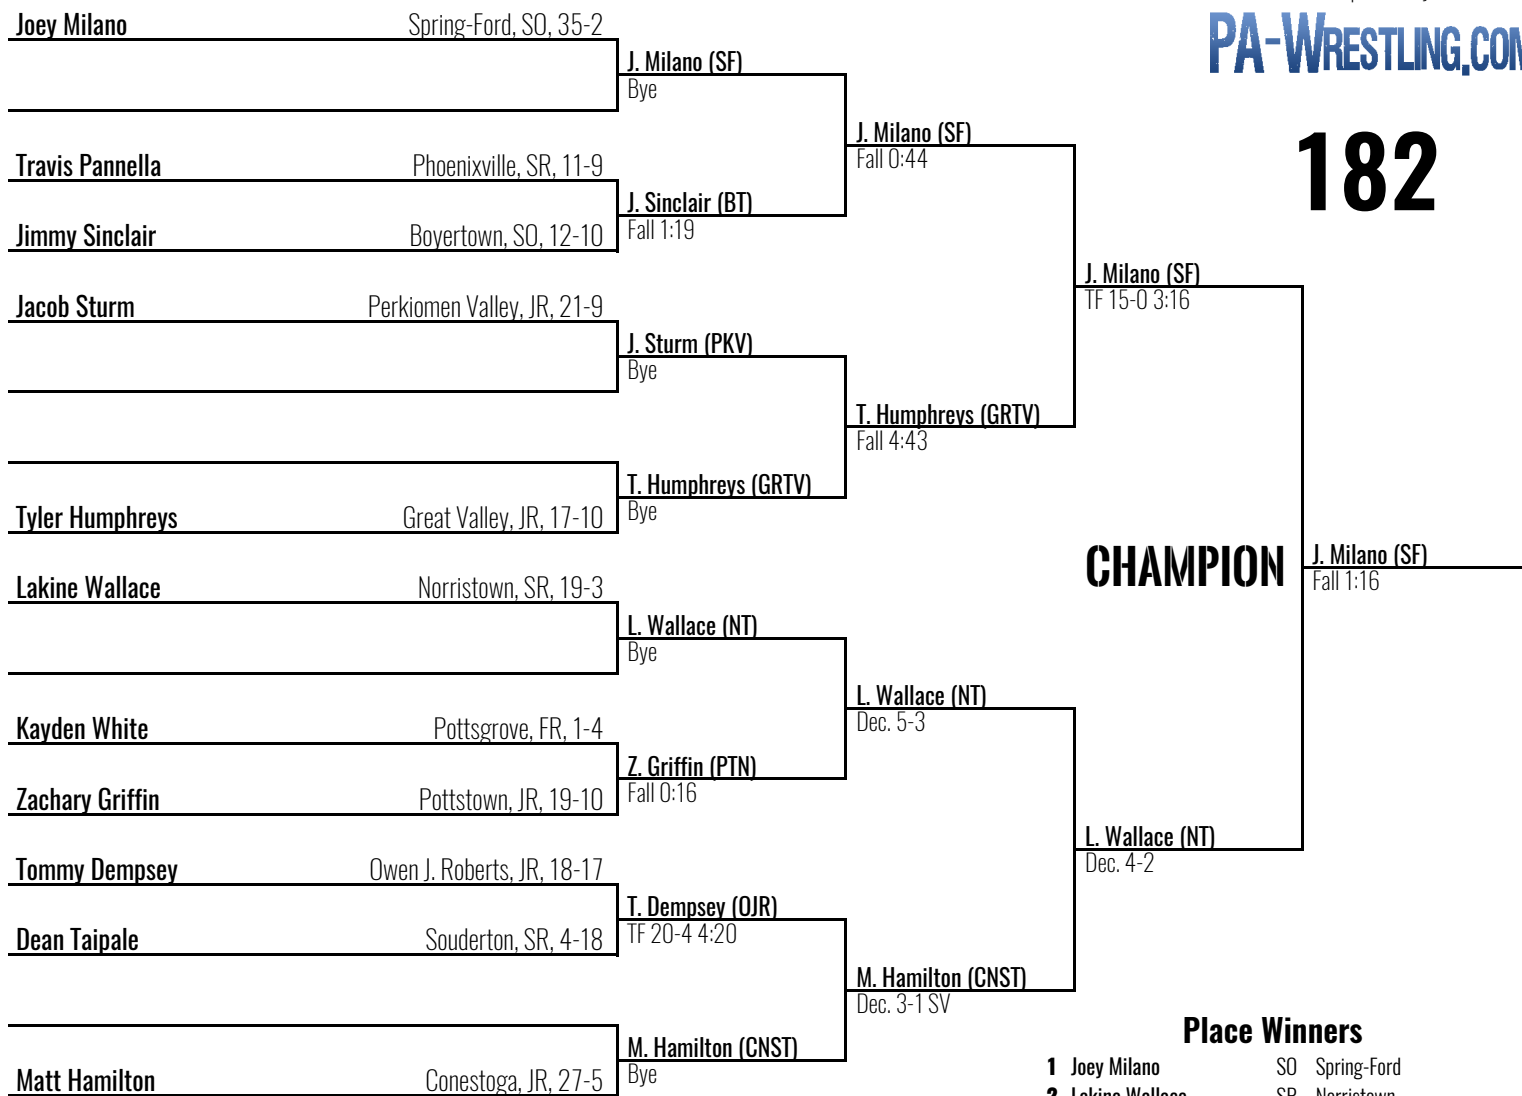 PA-WRESTLING.COM
182
Joey Milano Spring-Ford, SO, 35-2
J. Milano (SF)
Bye
J. Milano (SF)
Fall 0:44
Travis Pannella Phoenixville, SR, 11-9
J. Sinclair (BT)
Fall 1:19
Jimmy Sinclair Boyertown, SO, 12-10
J. Milano (SF)
TF 15-0 3:16
Jacob Sturm Perkiomen Valley, JR, 21-9
J. Sturm (PKV)
Bye
T. Humphreys (GRTV)
Fall 4:43
T. Humphreys (GRTV)
Bye
Tyler Humphreys Great Valley, JR, 17-10
CHAMPION
J. Milano (SF)
Fall 1:16
Lakine Wallace Norristown, SR, 19-3
L. Wallace (NT)
Bye
L. Wallace (NT)
Dec. 5-3
Kayden White Pottsgrove, FR, 1-4
Z. Griffin (PTN)
Fall 0:16
Zachary Griffin Pottstown, JR, 19-10
L. Wallace (NT)
Dec. 4-2
Tommy Dempsey Owen J. Roberts, JR, 18-17
T. Dempsey (OJR)
TF 20-4 4:20
Dean Taipale Souderton, SR, 4-18
M. Hamilton (CNST)
Dec. 3-1 SV
M. Hamilton (CNST)
Bye
Matt Hamilton Conestoga, JR, 27-5
Place Winners
1 Joey Milano SO Spring-Ford
2 Lakine Wallace SR Norristown